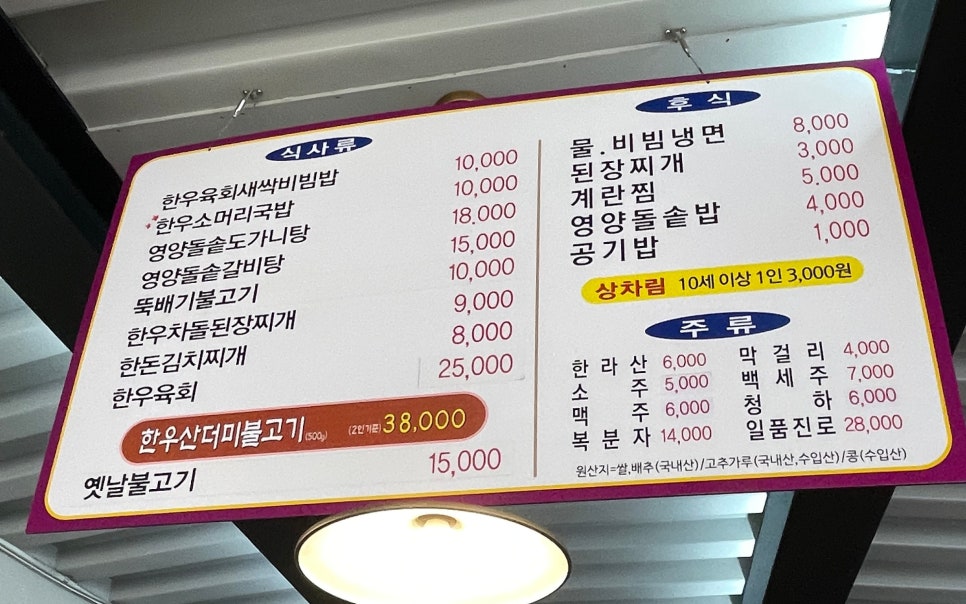 식사류
한우육회새싹비빔밥 10,000
한우소머리국밥 10,000
영양돌솥도가니탕 18.000
영양돌솥갈비탕 15,000
뚝배기불고기 10,000
한우차돌된장찌개 9,000
한돈김치찌개 8,000
한우육회 25,000
한우산더미불고기(500g) (2인기준)38,000
옛날불고기 15,000
후식
물.비빔냉면 8,000
된장찌개 3,000
계란찜 5.000
영양돌솥밥 4,000
공기밥 1,000
상차림 10세 이상 1인 3,000원
주류
한라산 6,000 막걸리 4,000
소주 5,000 백세주 7,000
맥주 6,000 청하 6,000
복분자 14,000 일품진로 28,000
원산지=쌀,배추(국내산)/고추가루(국내산,수입산)/콩(수입산)